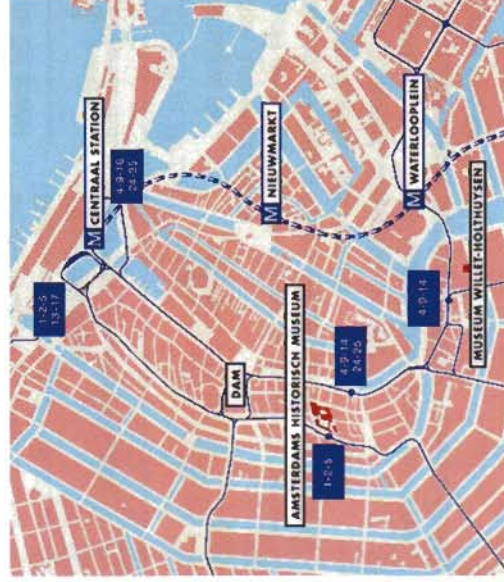 1-2-5
13-17
M CENTRAAL STATION
4-9-16
24-25
M NIEUWMARKT
M WATERLOOPLEIN
DAM
AMSTERDAMS HISTORISCH MUSEUM
4-9-14
24-25
1-2-5
4-9-14
MUSEUM WILLET-HOLTHUYSEN